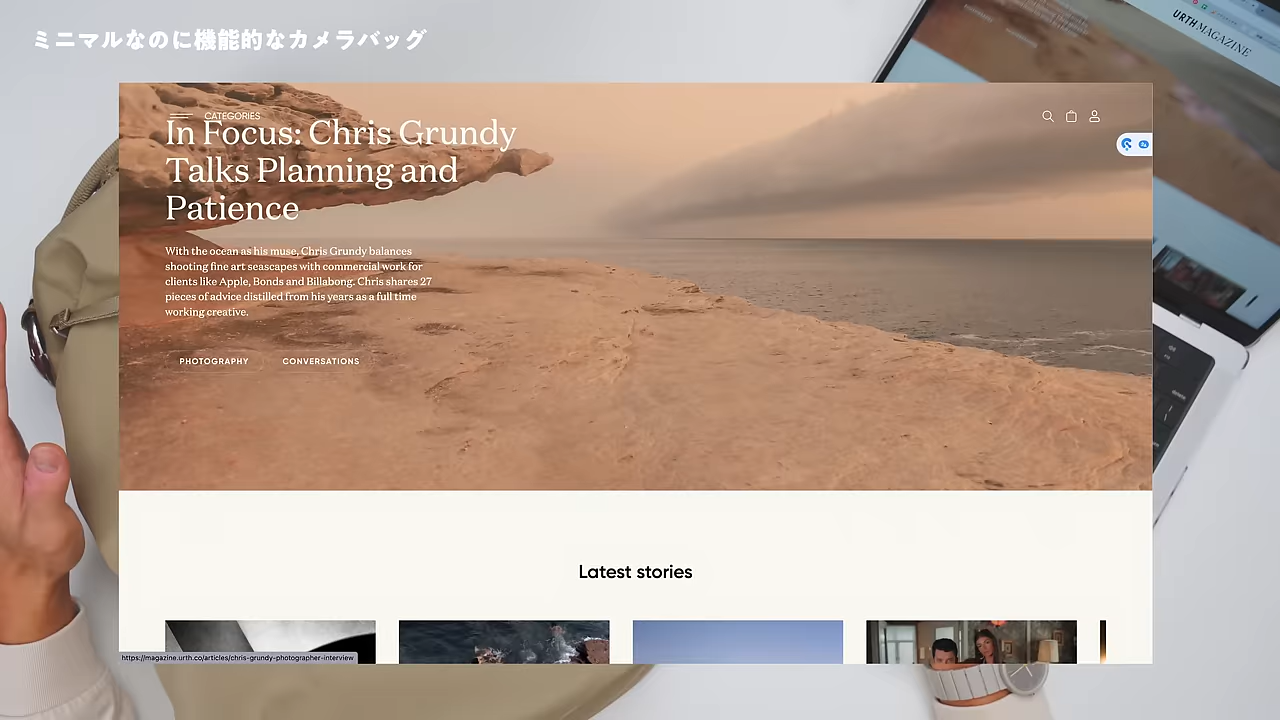 ミニマルなのに機能的なカメラバッグ
URTH MAGAZINE
CATEGORIES
In Focus: Chris Grundy
Talks Planning and
Patience
With the ocean as his muse, Chris Grundy balances
shooting fine art seascapes with commercial work for
clients like Apple, Bonds and Billabong. Chris shares 27
pieces of advice distilled from his years as a full time
working creative.
PHOTOGRAPHY
CONVERSATIONS
Latest stories
https://magazine.urth.co/articles/chris-grundy-photographer-interview